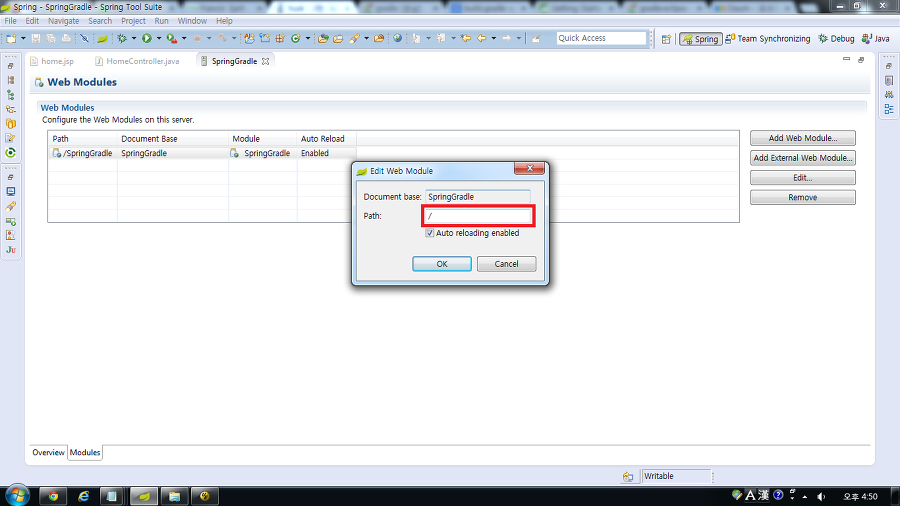 Spring - SpringGradle - Spring Tool Suite
File Edit Navigate Search Project Run Window Help
Quick Access
Spring Team Synchronizing Debug Java
home.jsp HomeController.java SpringGradle
Web Modules
Web Modules
Configure the Web Modules on this server.
Path Document Base Module Auto Reload
/SpringGradle SpringGradle SpringGradle Enabled
Add Web Module...
Add External Web Module...
Edit...
Remove
Edit Web Module
Document base: SpringGradle
Path: /
Auto reloading enabled
OK Cancel
Overview Modules
Writable
Ju
A 漢 오후 4:50